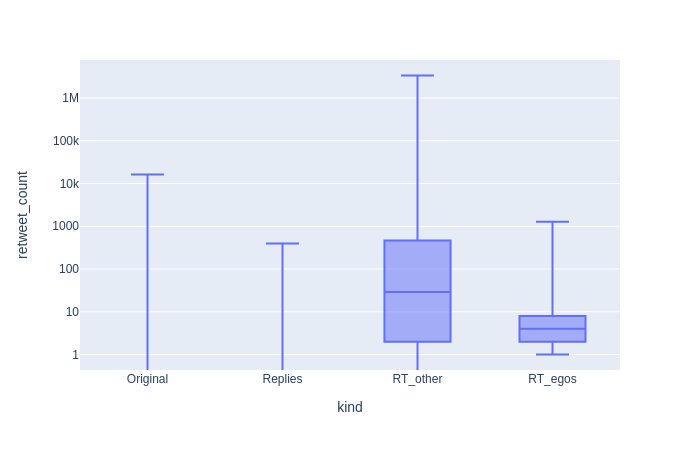 retweet_count
1M
100k
10k
1000
100
10
1
Original
Replies
RT_other
RT_egos
kind